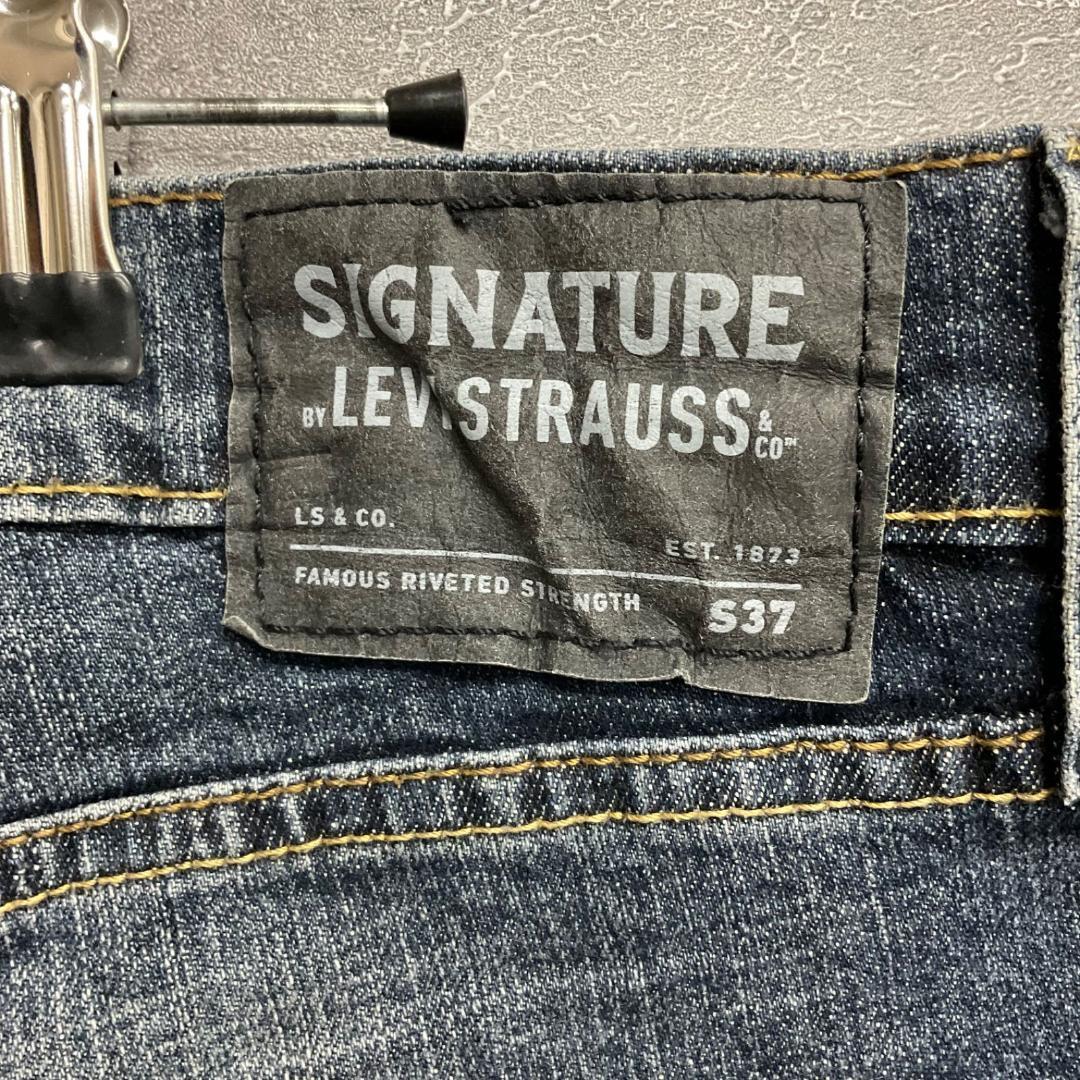 SIGNATURE
BY LEVI STRAUSS & CO™
LS & CO.
EST. 1873
FAMOUS RIVETED STRENGTH
S37